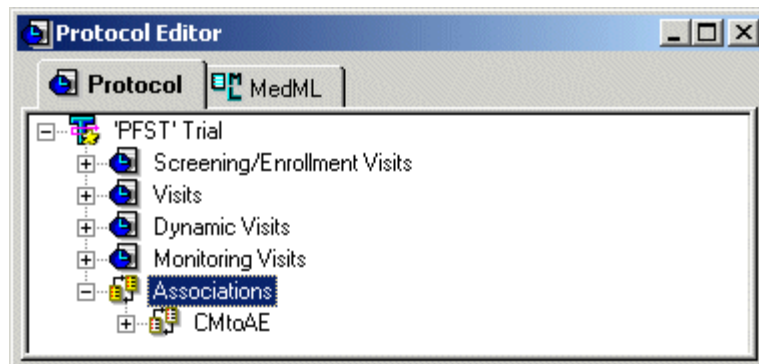 Protocol Editor
Protocol MedML
'PFST' Trial
Screening/Enrollment Visits
Visits
Dynamic Visits
Monitoring Visits
Associations
CMtoAE